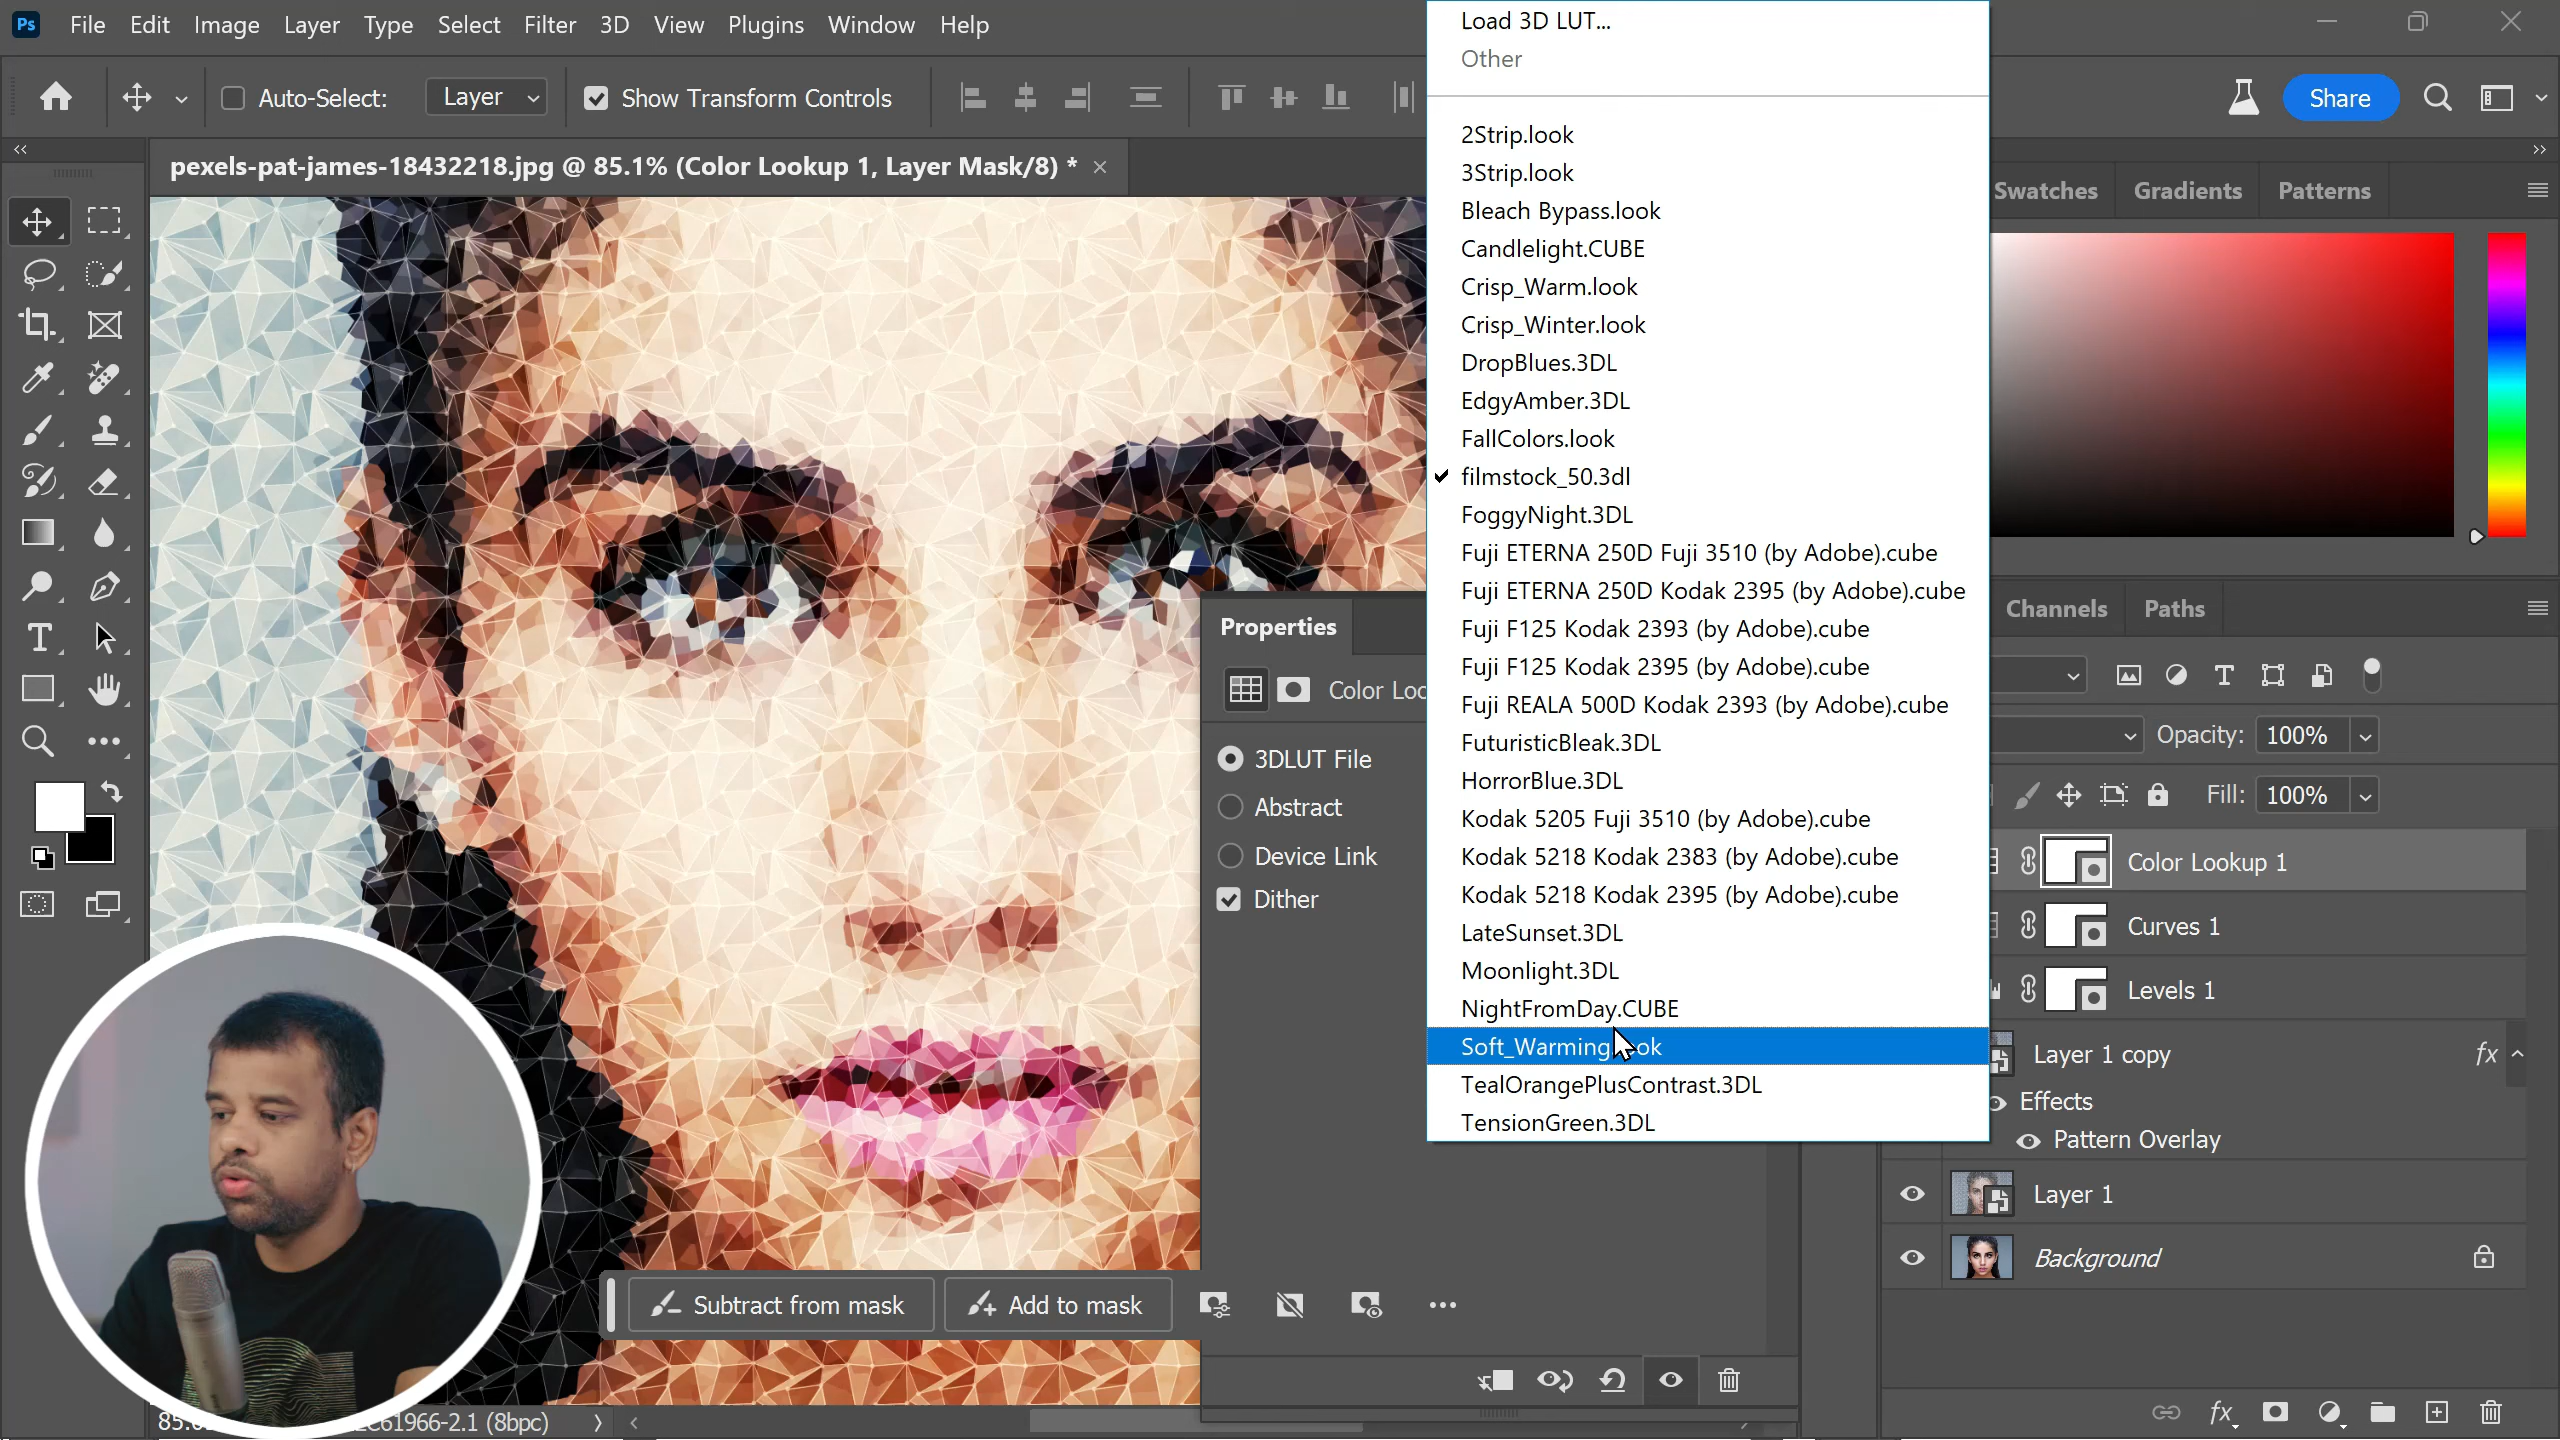 Ps File Edit Image Layer Type Select Filter 3D View Plugins Window Help
Auto-Select: Layer Show Transform Controls
Share
pexels-pat-james-18432218.jpg @ 85.1% (Color Lookup 1, Layer Mask/8) *
Load 3D LUT...
Other
2Strip.look
3Strip.look
Bleach Bypass.look
Candlelight.CUBE
Crisp_Warm.look
Crisp_Winter.look
DropBlues.3DL
EdgyAmber.3DL
FallColors.look
filmstock_50.3dl
FoggyNight.3DL
Fuji ETERNA 250D Fuji 3510 (by Adobe).cube
Fuji ETERNA 250D Kodak 2395 (by Adobe).cube
Fuji F125 Kodak 2393 (by Adobe).cube
Fuji F125 Kodak 2395 (by Adobe).cube
Fuji REALA 500D Kodak 2393 (by Adobe).cube
FuturisticBleak.3DL
HorrorBlue.3DL
Kodak 5205 Fuji 3510 (by Adobe).cube
Kodak 5218 Kodak 2383 (by Adobe).cube
Kodak 5218 Kodak 2395 (by Adobe).cube
LateSunset.3DL
Moonlight.3DL
NightFromDay.CUBE
Soft_Warming ok
TealOrangePlusContrast.3DL
TensionGreen.3DL
Swatches Gradients Patterns
Properties
Color Loo
3DLUT File
Abstract
Device Link
Dither
Channels Paths
Opacity: 100%
Fill: 100%
Color Lookup 1
Curves 1
Levels 1
Layer 1 copy fx
Effects
Pattern Overlay
Layer 1
Background
Subtract from mask Add to mask
C61966-2.1 (8bpc)
fx